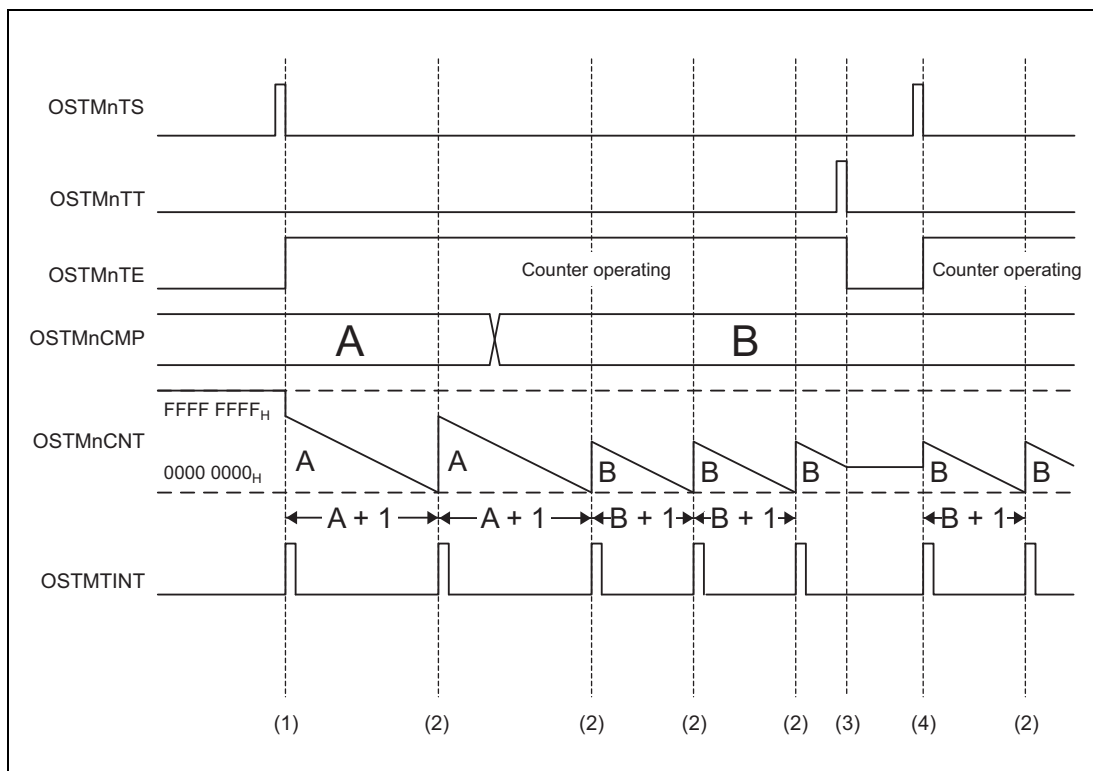 OSTMnTS
OSTMnTT
OSTMnTE
Counter operating
Counter operating
OSTMnCMP
A
B
FFFF FFFFH
OSTMnCNT
0000 0000H
A
A
B
B
B
B
B
A + 1
A + 1
B + 1
B + 1
B + 1
OSTMTINT
(1)
(2)
(2)
(2)
(2)
(3)
(4)
(2)